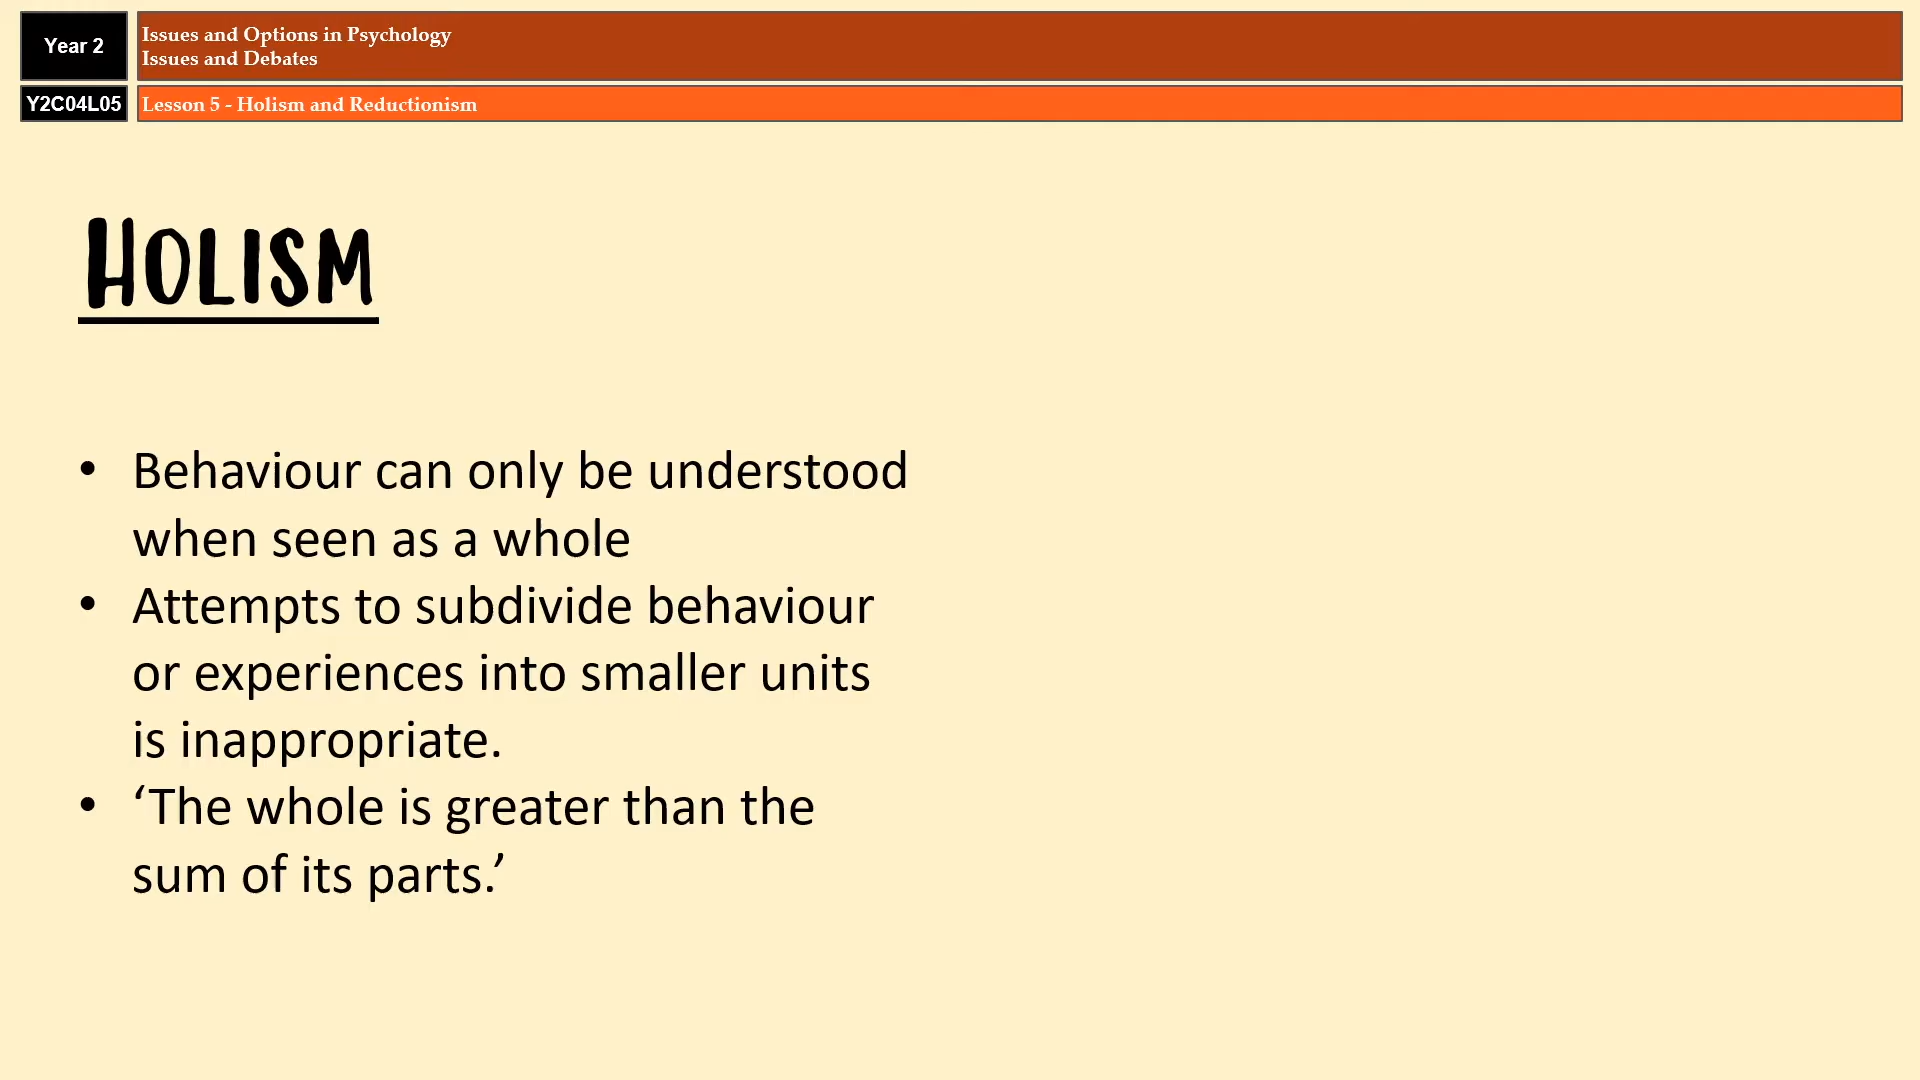 Year 2
Issues and Options in Psychology
Issues and Debates
Y2C04L05
Lesson 5 - Holism and Reductionism
HOLISM
• Behaviour can only be understood
when seen as a whole
• Attempts to subdivide behaviour
or experiences into smaller units
is inappropriate.
• ‘The whole is greater than the
sum of its parts.’